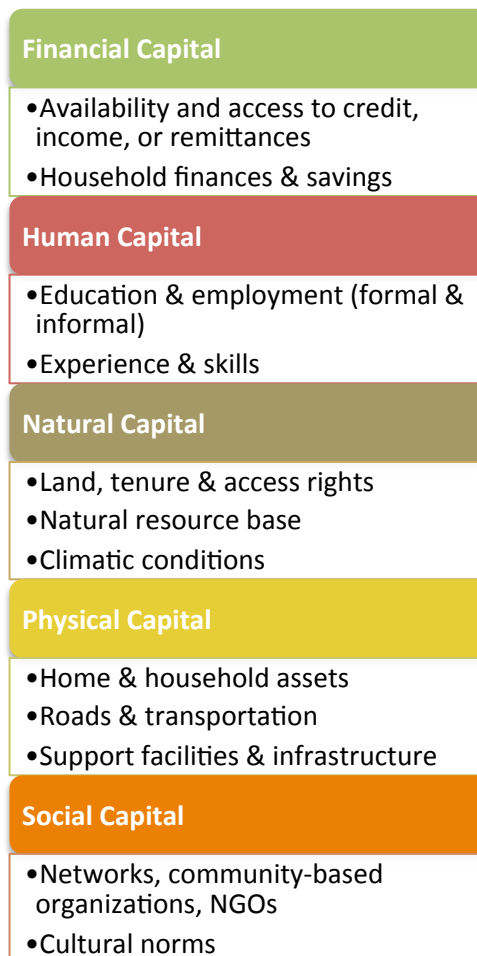 Financial Capital
•Availability and access to credit,
income, or remittances
•Household finances & savings
Human Capital
•Education & employment (formal &
informal)
•Experience & skills
Natural Capital
•Land, tenure & access rights
•Natural resource base
•Climatic conditions
Physical Capital
•Home & household assets
•Roads & transportation
•Support facilities & infrastructure
Social Capital
•Networks, community-based
organizations, NGOs
•Cultural norms